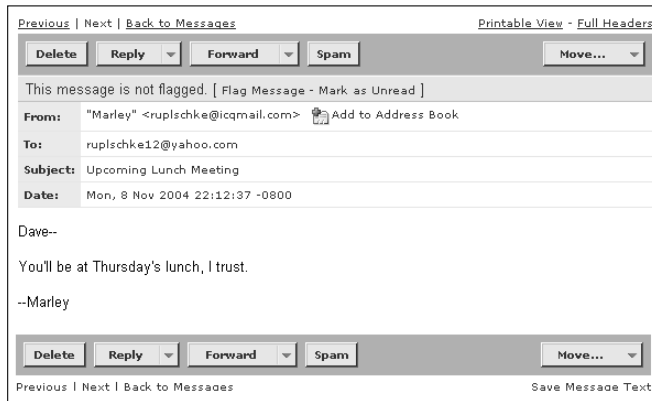 Previous | Next | Back to Messages Printable View - Full Headers
Delete Reply Forward Spam Move...
This message is not flagged. [ Flag Message - Mark as Unread ]
From: "Marley" <ruplschke@icqmail.com> Add to Address Book
To: ruplschke12@yahoo.com
Subject: Upcoming Lunch Meeting
Date: Mon, 8 Nov 2004 22:12:37 -0800
Dave--
You'll be at Thursday's lunch, I trust.
--Marley
Delete Reply Forward Spam Move...
Previous | Next | Back to Messages Save Message Text